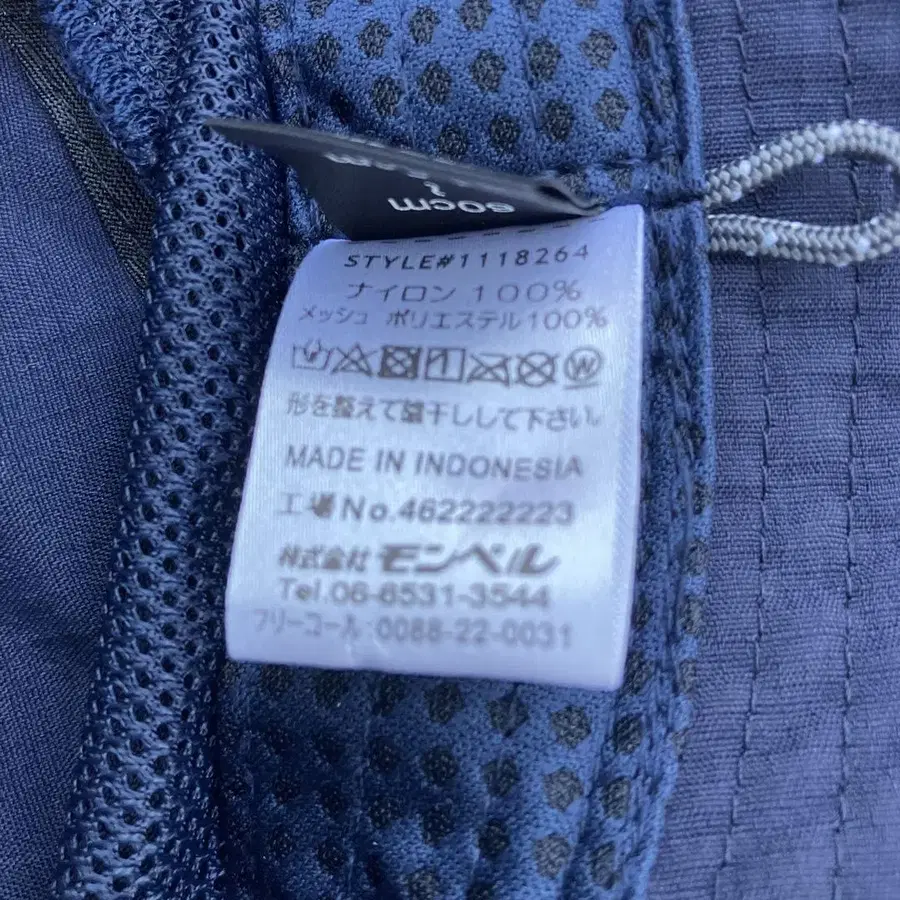 60cm
~
STYLE#1118264
ナイロン 100%
メッシュ ポリエステル100%
形を整えて陰干しして下さい。
MADE IN INDONESIA
工場No.462222223
株式会社 モンベル
Tel.06-6531-3544
フリーコール:0088-22-0031